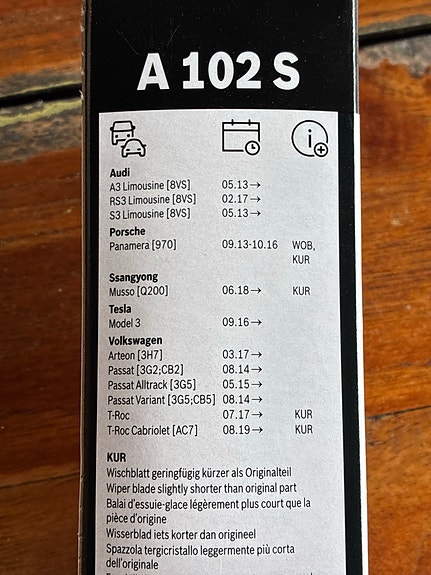 A 102 S
Audi
A3 Limousine [8VS] 05.13→
RS3 Limousine [8VS] 02.17→
S3 Limousine [8VS] 05.13→
Porsche
Panamera [970] 09.13-10.16 WOB,
KUR
Ssangyong
Musso [Q200] 06.18→ KUR
Tesla
Model 3 09.16→
Volkswagen
Arteon [3H7] 03.17→
Passat [3G2;CB2] 08.14→
Passat Alltrack [3G5] 05.15→
Passat Variant [3G5;CB5] 08.14→
T-Roc 07.17→ KUR
T-Roc Cabriolet [AC7] 08.19→ KUR
KUR
Wischblatt geringfügig kürzer als Originalteil
Wiper blade slightly shorter than original part
Balai d'essuie-glace légèrement plus court que la
pièce d'origine
Wisserblad iets korter dan origineel
Spazzola tergicristallo leggermente più corta
dell'originale